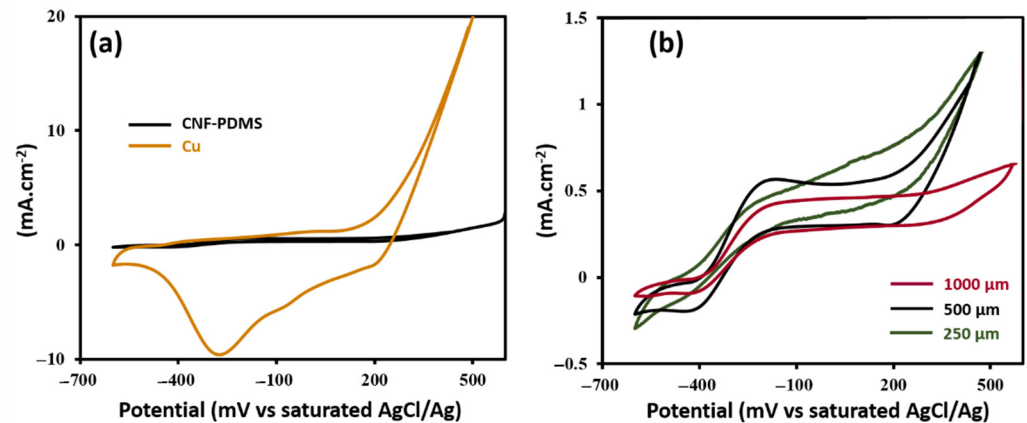 (a)
20
10
0
−10
(mA.cm-2)
CNF-PDMS
Cu
−700
−400
−100
200
500
Potential (mV vs saturated AgCl/Ag)
(b)
1.5
1
0.5
0
−0.5
(mA.cm-2)
1000 µm
500 µm
250 µm
−700
−400
−100
200
500
Potential (mV vs saturated AgCl/Ag)